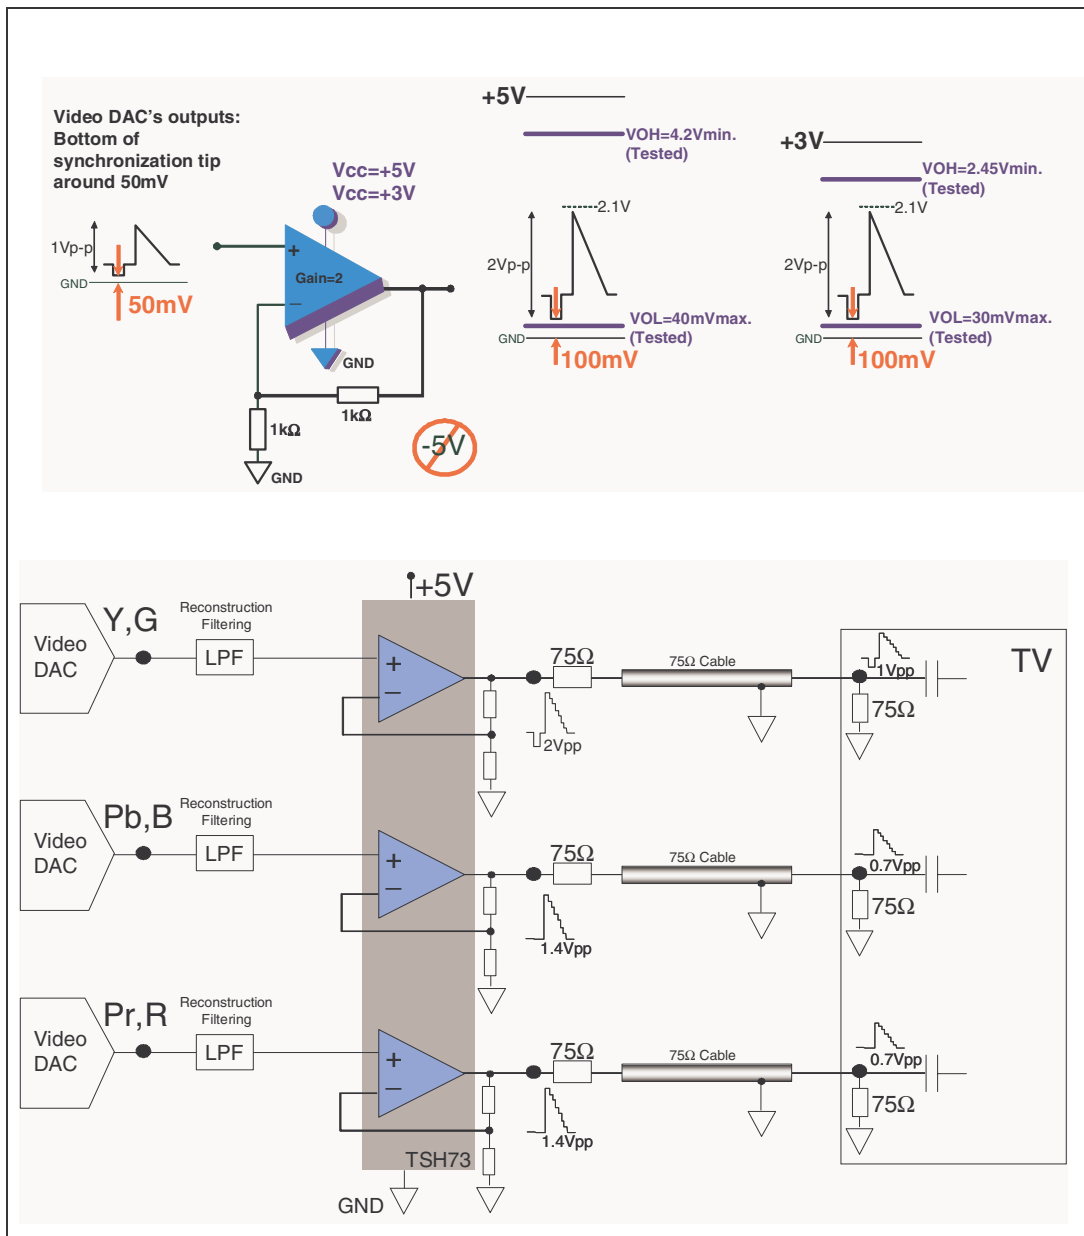 Video DAC's outputs:
Bottom of
synchronization tip
around 50mV
1Vp-p
GND
50mV
Vcc=+5V
Vcc=+3V
+
Gain=2
–
GND
1kΩ
1kΩ
GND
-5V
+5V
VOH=4.2Vmin.
(Tested)
2.1V
2Vp-p
VOL=40mVmax.
(Tested)
GND
100mV
+3V
VOH=2.45Vmin.
(Tested)
2.1V
2Vp-p
VOL=30mVmax.
(Tested)
GND
100mV
+5V
Video
DAC
Y,G
Reconstruction
Filtering
LPF
+
–
2Vpp
75Ω
75Ω Cable
1Vpp
75Ω
TV
Video
DAC
Pb,B
Reconstruction
Filtering
LPF
+
–
1.4Vpp
75Ω
75Ω Cable
0.7Vpp
75Ω
Video
DAC
Pr,R
Reconstruction
Filtering
LPF
+
–
1.4Vpp
75Ω
75Ω Cable
0.7Vpp
75Ω
TSH73
GND